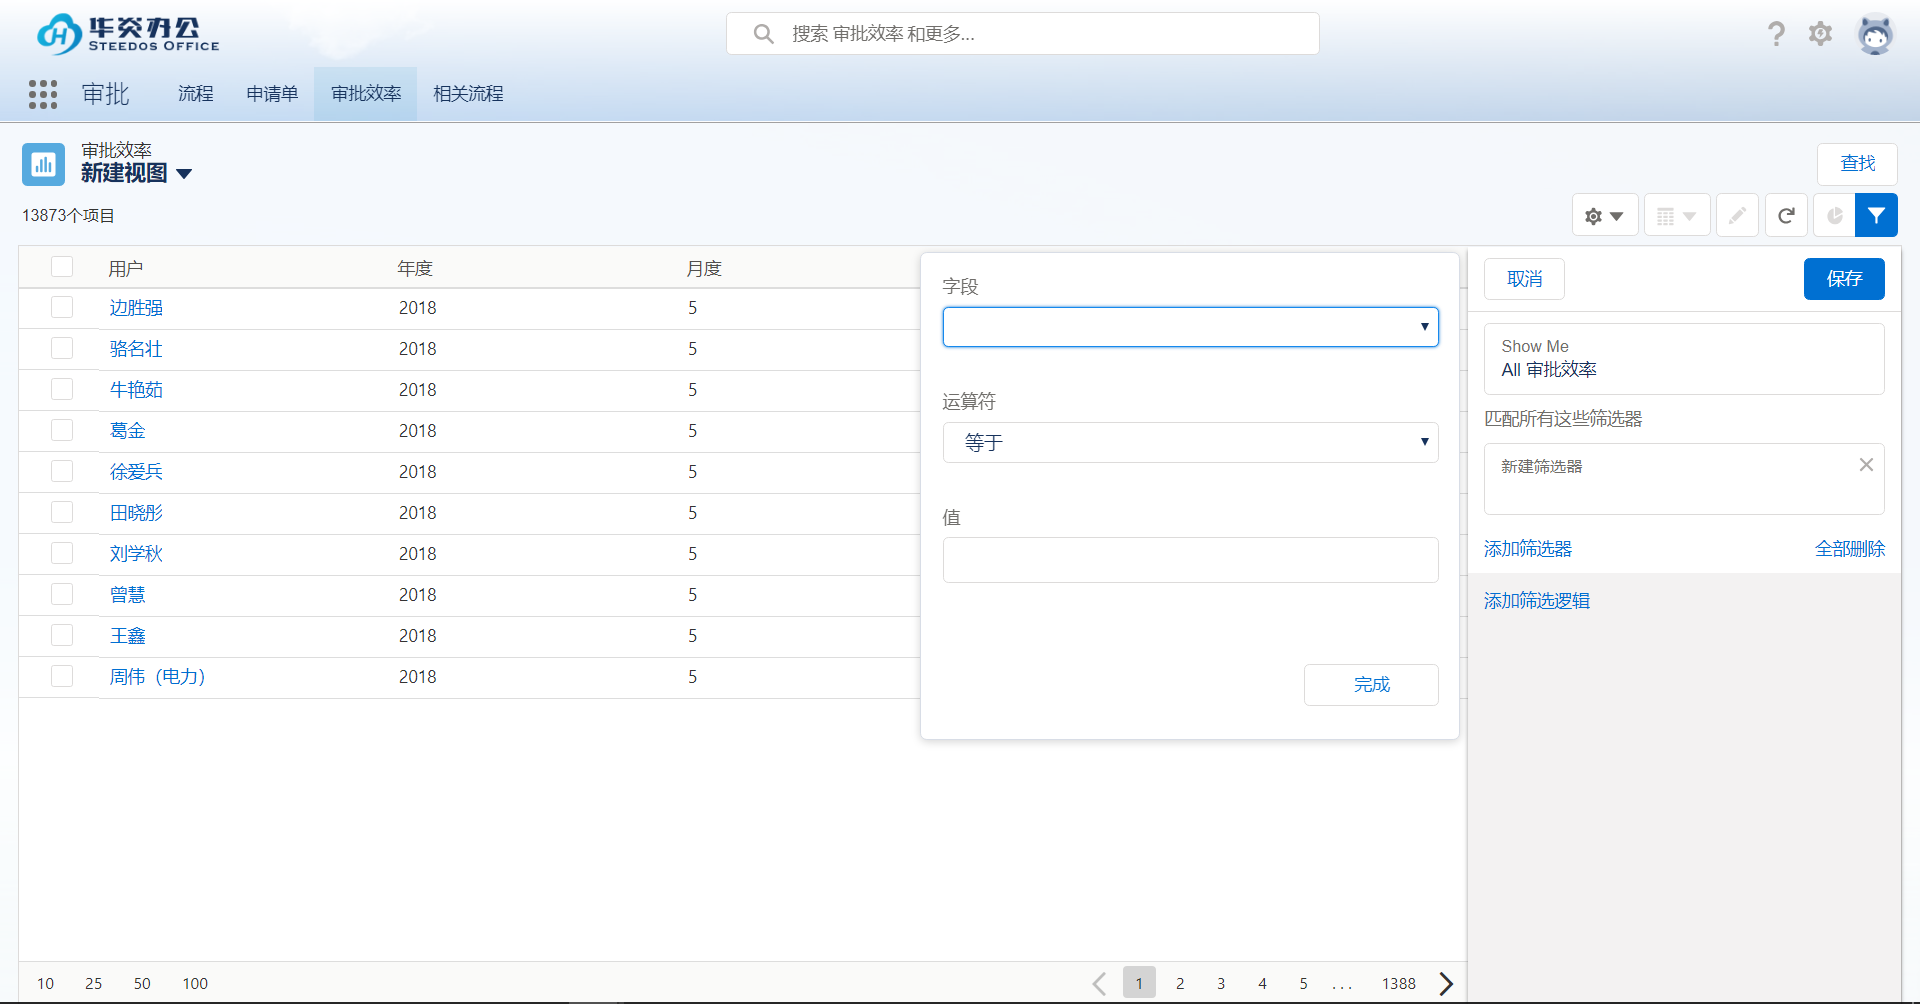 华炎办公
STEEDOS OFFICE
搜索 审批效率 和更多...
审批
流程
申请单
审批效率
相关流程
审批效率
新建视图
查找
13873个项目
用户 年度 月度
边胜强 2018 5
骆名壮 2018 5
牛艳茹 2018 5
葛金 2018 5
徐爱兵 2018 5
田晓彤 2018 5
刘学秋 2018 5
曾慧 2018 5
王鑫 2018 5
周伟（电力） 2018 5
字段
运算符
等于
值
完成
取消
保存
Show Me
All 审批效率
匹配所有这些筛选器
新建筛选器
添加筛选器
全部删除
添加筛选逻辑
10 25 50 100
1 2 3 4 5 ... 1388